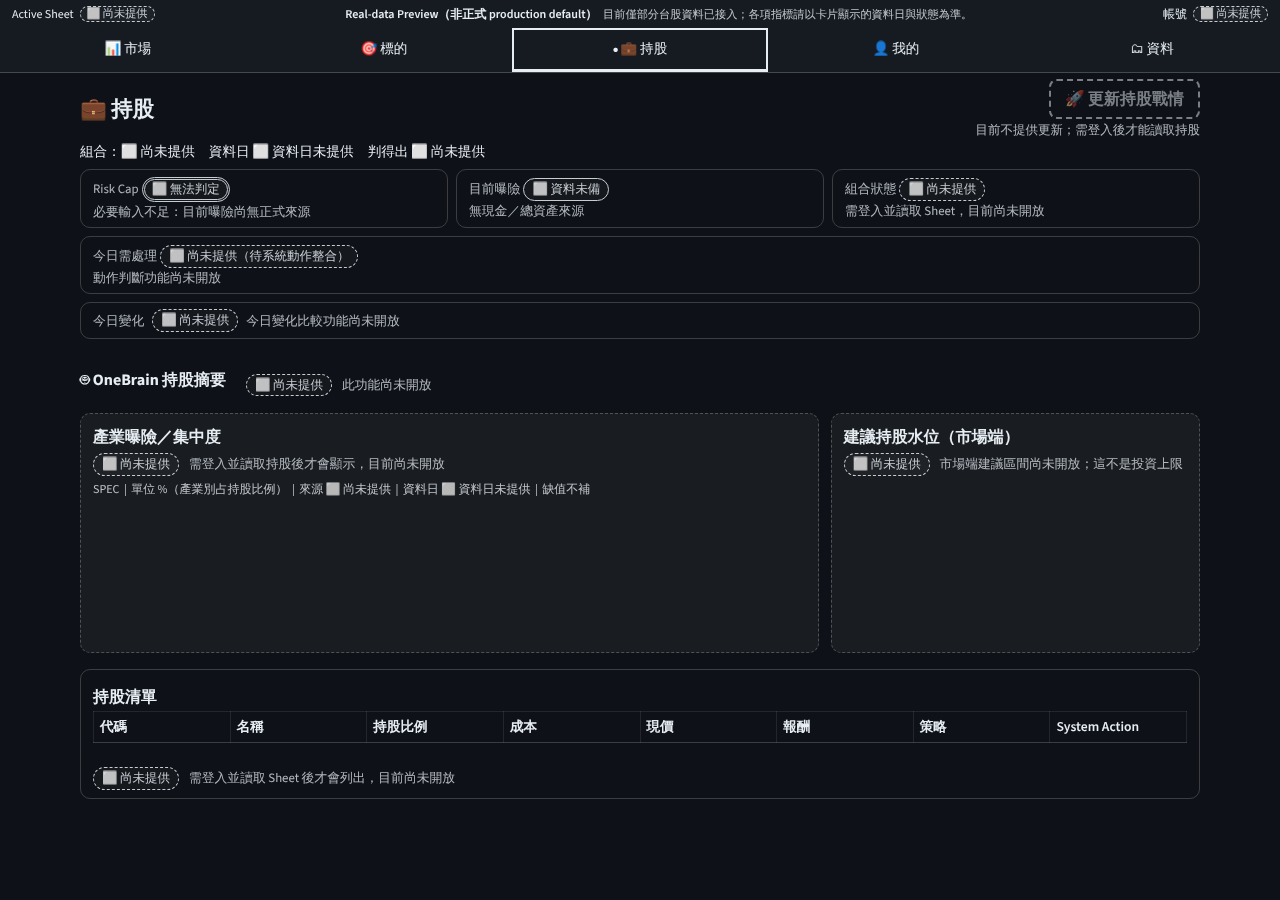 Active Sheet ⬜ 尚未提供 Real-data Preview（非正式 production default） 目前僅部分台股資料已接入；各項指標請以卡片顯示的資料日與狀態為準。 帳號 ⬜ 尚未提供
📊 市場 🎯 標的 • 💼 持股 👤 我的 🗂 資料
💼 持股
🚀 更新持股戰情
目前不提供更新；需登入後才能讀取持股
組合：⬜ 尚未提供 資料日 ⬜ 資料日未提供 判得出 ⬜ 尚未提供
Risk Cap ⬜ 無法判定
必要輸入不足：目前曝險尚無正式來源
目前曝險 ⬜ 資料未備
無現金／總資產來源
組合狀態 ⬜ 尚未提供
需登入並讀取 Sheet，目前尚未開放
今日需處理 ⬜ 尚未提供（待系統動作整合）
動作判斷功能尚未開放
今日變化 ⬜ 尚未提供 今日變化比較功能尚未開放
OneBrain 持股摘要 ⬜ 尚未提供 此功能尚未開放
產業曝險／集中度
⬜ 尚未提供 需登入並讀取持股後才會顯示，目前尚未開放
SPEC｜單位 %（產業別占持股比例）｜來源 ⬜ 尚未提供｜資料日 ⬜ 資料日未提供｜缺值不補
建議持股水位（市場端）
⬜ 尚未提供 市場端建議區間尚未開放；這不是投資上限
持股清單
代碼 名稱 持股比例 成本 現價 報酬 策略 System Action
⬜ 尚未提供 需登入並讀取 Sheet 後才會列出，目前尚未開放